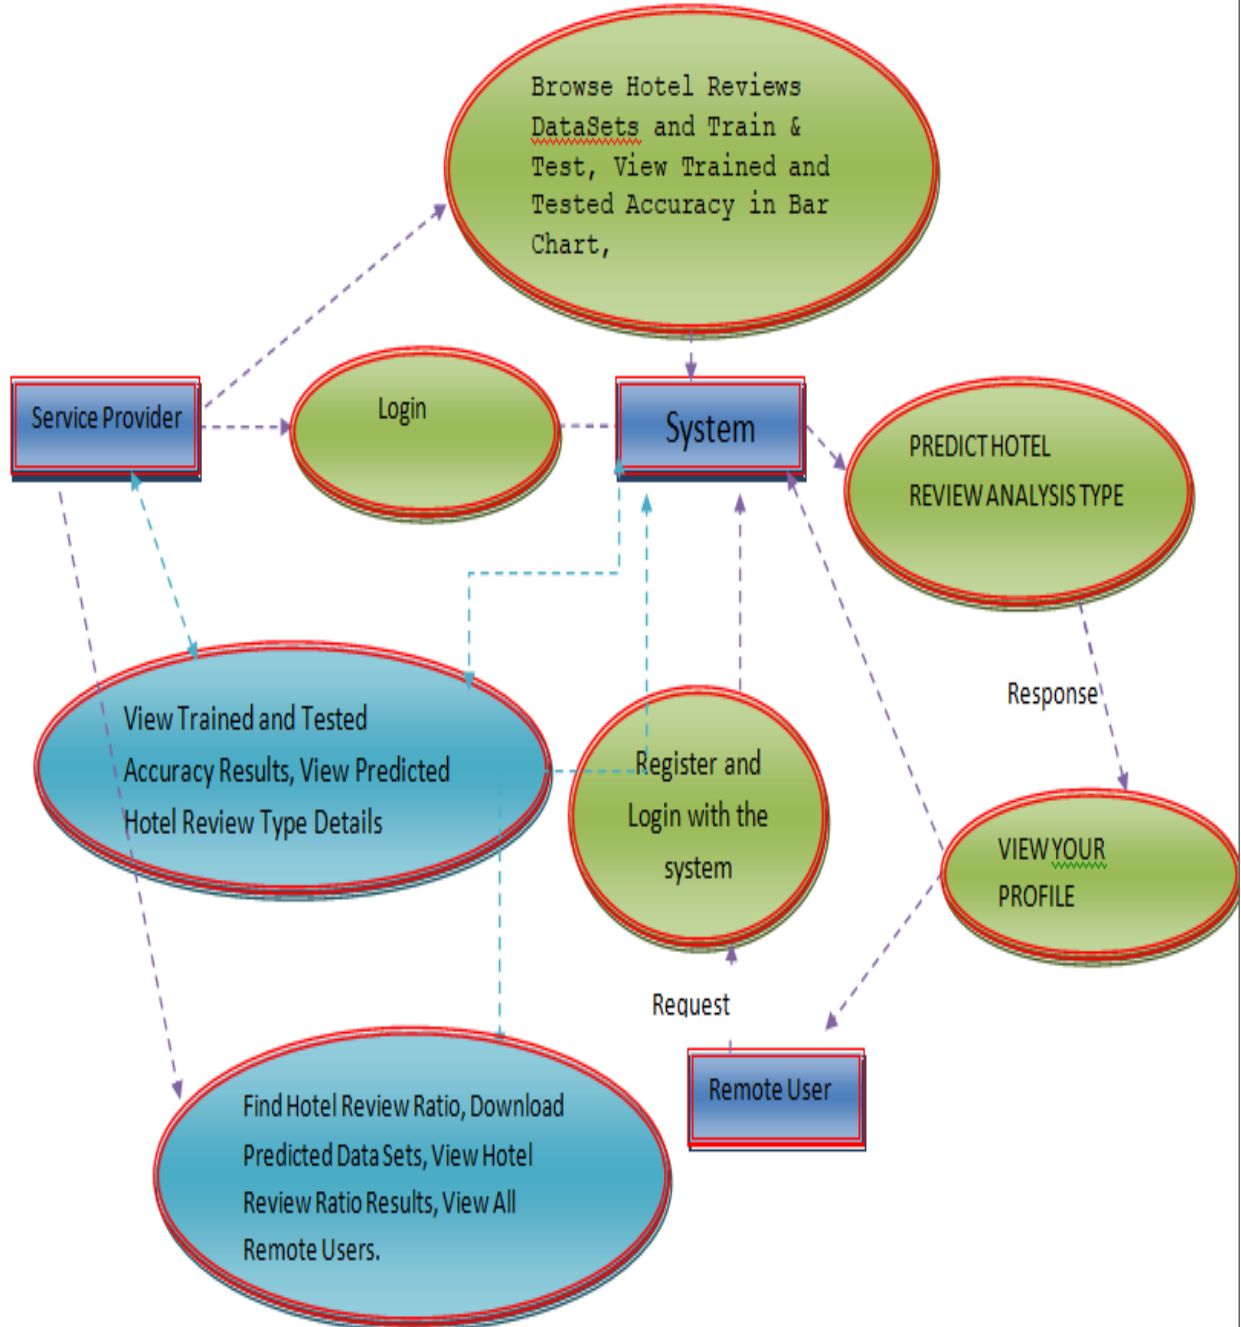 Browse Hotel Reviews
DataSets and Train &
Test, View Trained and
Tested Accuracy in Bar
Chart,
Service Provider
Login
System
PREDICT HOTEL
REVIEW ANALYSIS TYPE
View Trained and Tested
Accuracy Results, View Predicted
Hotel Review Type Details
Register and
Login with the
system
Response
VIEW YOUR
PROFILE
Request
Remote User
Find Hotel Review Ratio, Download
Predicted Data Sets, View Hotel
Review Ratio Results, View All
Remote Users.